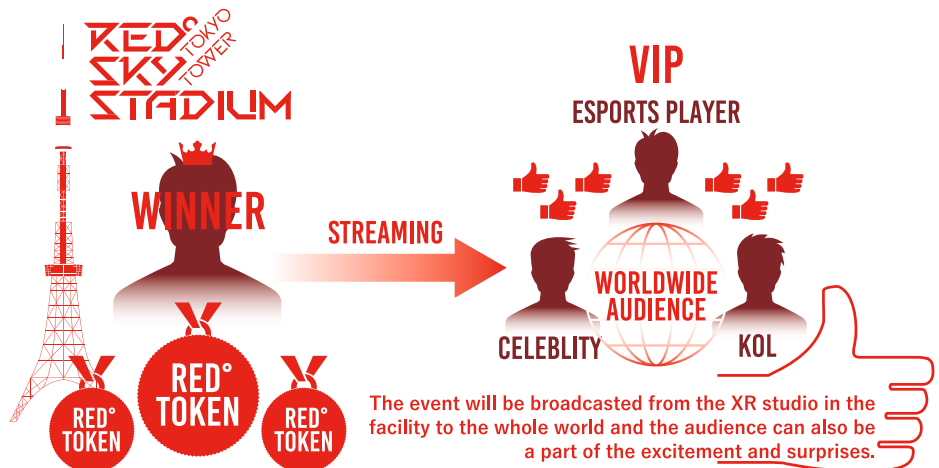 RED° TOKYO
SKY TOWER
STADIUM
WINNER
RED°
TOKEN
RED°
TOKEN
RED°
TOKEN
STREAMING
VIP
ESPORTS PLAYER
WORLDWIDE
AUDIENCE
CELEBLITY
KOL
The event will be broadcasted from the XR studio in the
facility to the whole world and the audience can also be
a part of the excitement and surprises.